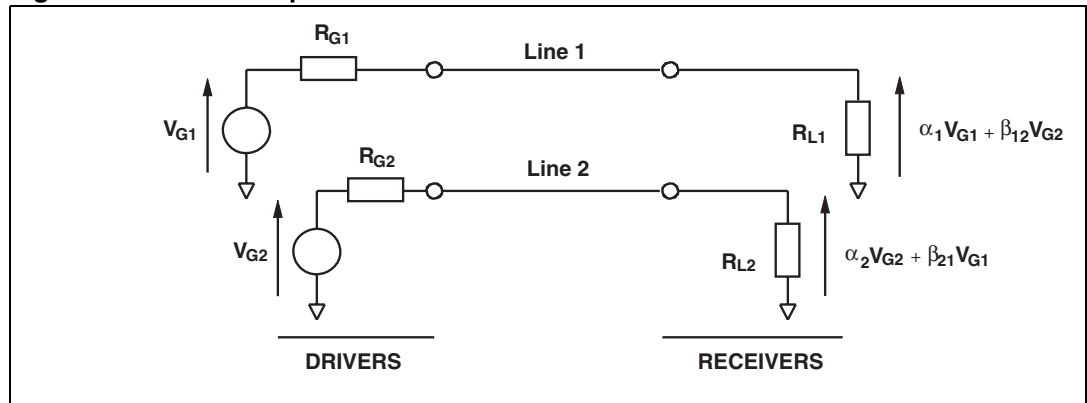 R_G1
Line 1
V_G1
R_L1
α_1V_G1 + β_12V_G2
R_G2
Line 2
V_G2
R_L2
α_2V_G2 + β_21V_G1
DRIVERS
RECEIVERS